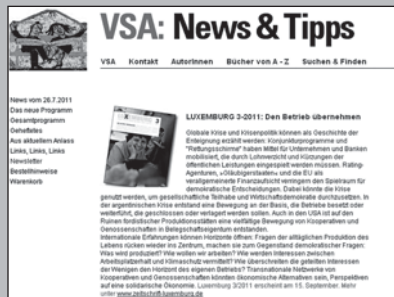 VSA: News & Tipps
VSA Kontakt AutorInnen Bücher von A - Z Suchen & Finden
News vom 26.7.2011
Das neue Programm
Gesamtprogramm
Geheftetes
Aus aktuellem Anlass
Links, Links, Links
Newsletter
Bestellhinweise
Warenkorb
LUXEMBURG 3-2011: Den Betrieb übernehmen
Globale Krise und Krisenpolitik können als Geschichte der
Enteignung erzählt werden: Konjunkturprogramme und
"Rettungsschirme" haben Mittel für Unternehmen und Banken
mobilisiert, die durch Lohnverzicht und Kürzungen der
öffentlichen Leistungen eingespielt werden müssen. Rating-
Agenturen, »Gläubigerstaaten« und die EU als
verallgemeinerte Finanzaufsicht verringern den Spielraum für
demokratische Entscheidungen. Dabei könnte die Krise
genutzt werden, um gesellschaftliche Teilhabe und Wirtschaftsdemokratie durchzusetzen. In
der argentinischen Krise entstand eine Bewegung an der Basis, die Betriebe besetzt oder
weiterführt, die geschlossen oder verlagert werden sollen. Auch in den USA ist auf den
Ruinen fordistischer Produktionsstätten eine vielfältige Bewegung von Kooperativen und
Genossenschaften in Belegschaftseigentum entstanden.
Internationale Erfahrungen können Horizonte öffnen: Fragen der alltäglichen Produktion des
Lebens rücken wieder ins Zentrum, machen sie zum Gegenstand demokratischer Fragen:
Was wird produziert? Wie wollen wir arbeiten? Wie werden Interessen zwischen
Arbeitsplatzerhalt und Klimaschutz vermittelt? Wie überschreiten die geteilten Interessen
der Wenigen den Horizont des eigenen Betriebs? Transnationale Netzwerke von
Kooperativen und Genossenschaften könnten ökonomische Alternativen sein, Perspektiven
auf eine solidarische Ökonomie. Luxemburg 3/2011 erscheint am 15. September. Mehr
unter www.zeitschrift-luxemburg.de